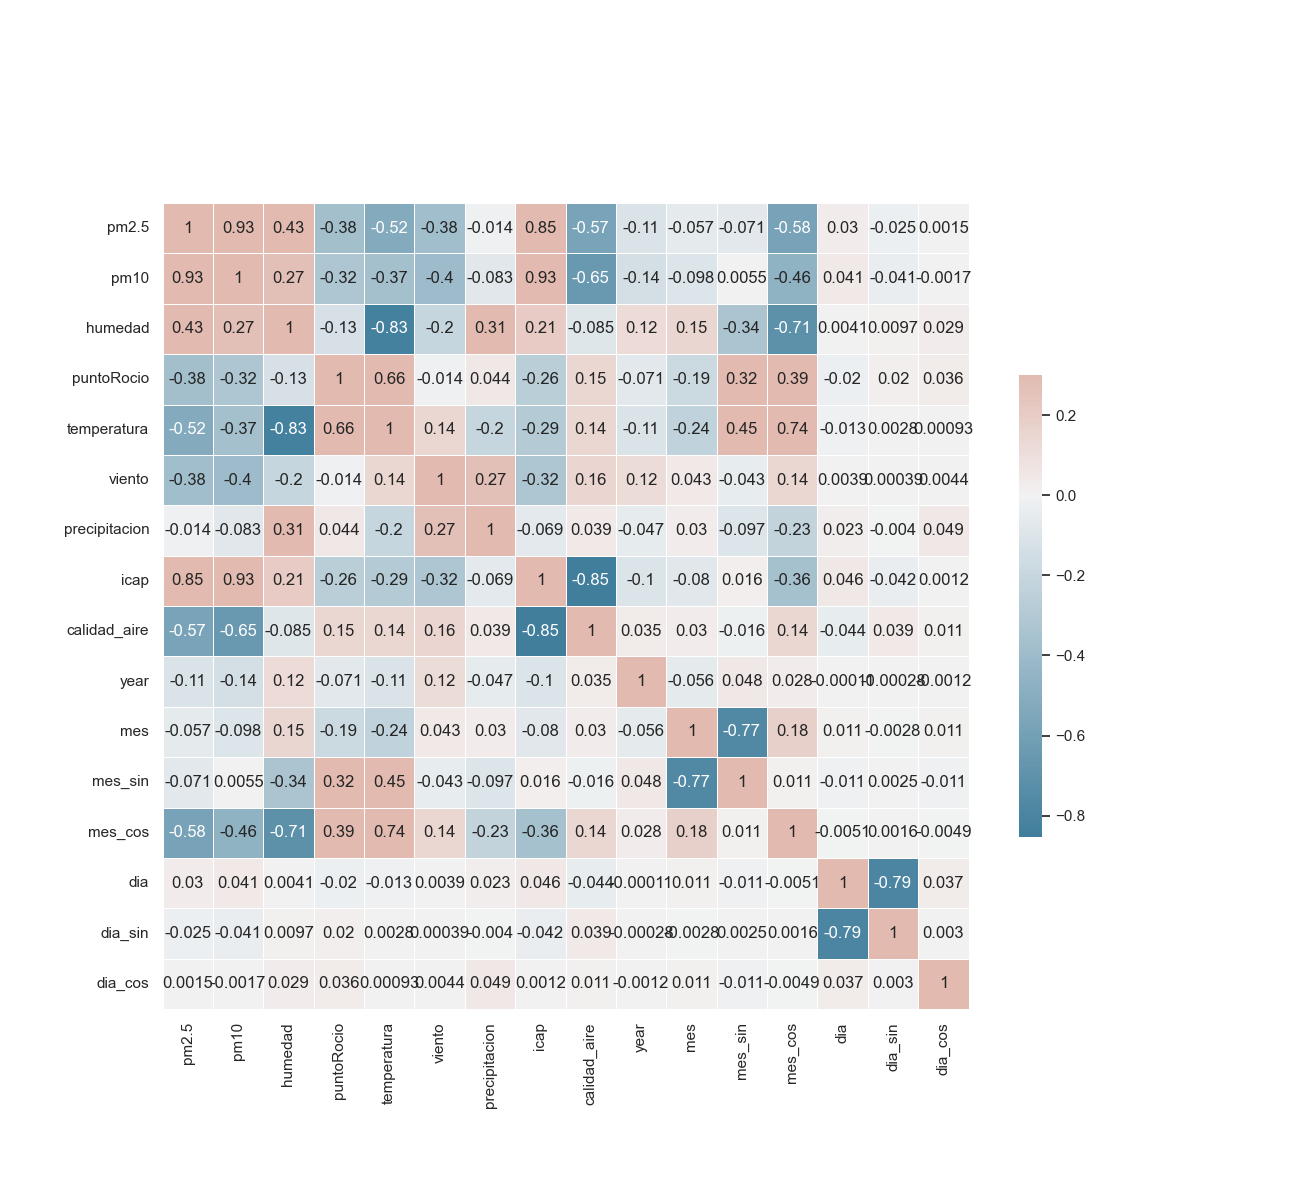 pm2.5 1 0.93 0.43 -0.38 -0.52 -0.38 -0.014 0.85 -0.57 -0.11 -0.057 -0.071 -0.58 0.03 -0.025 0.0015
pm10 0.93 1 0.27 -0.32 -0.37 -0.4 -0.083 0.93 -0.65 -0.14 -0.098 0.0055 -0.46 0.041 -0.041 -0.0017
humedad 0.43 0.27 1 -0.13 -0.83 -0.2 0.31 0.21 -0.085 0.12 0.15 -0.34 -0.71 0.0041 0.0097 0.029
puntoRocio -0.38 -0.32 -0.13 1 0.66 -0.014 0.044 -0.26 0.15 -0.071 -0.19 0.32 0.39 -0.02 0.02 0.036
temperatura -0.52 -0.37 -0.83 0.66 1 0.14 -0.2 -0.29 0.14 -0.11 -0.24 0.45 0.74 -0.013 0.0028 0.00093
viento -0.38 -0.4 -0.2 -0.014 0.14 1 0.27 -0.32 0.16 0.12 0.043 -0.043 0.14 0.0039 0.00039 0.0044
precipitacion -0.014 -0.083 0.31 0.044 -0.2 0.27 1 -0.069 0.039 -0.047 0.03 -0.097 -0.23 0.023 -0.004 0.049
icap 0.85 0.93 0.21 -0.26 -0.29 -0.32 -0.069 1 -0.85 -0.1 -0.08 0.016 -0.36 0.046 -0.042 0.0012
calidad_aire -0.57 -0.65 -0.085 0.15 0.14 0.16 0.039 -0.85 1 0.035 0.03 -0.016 0.14 -0.044 0.039 0.011
year -0.11 -0.14 0.12 -0.071 -0.11 0.12 -0.047 -0.1 0.035 1 -0.056 0.048 0.028 -0.00011 -0.00028 -0.0012
mes -0.057 -0.098 0.15 -0.19 -0.24 0.043 0.03 -0.08 0.03 -0.056 1 -0.77 0.18 0.011 -0.0028 0.011
mes_sin -0.071 0.0055 -0.34 0.32 0.45 -0.043 -0.097 0.016 -0.016 0.048 -0.77 1 0.011 -0.011 0.0025 -0.011
mes_cos -0.58 -0.46 -0.71 0.39 0.74 0.14 -0.23 -0.36 0.14 0.028 0.18 0.011 1 -0.0051 0.0016 -0.0049
dia 0.03 0.041 0.0041 -0.02 -0.013 0.0039 0.023 0.046 -0.044 -0.00011 0.011 -0.011 -0.0051 1 -0.79 0.037
dia_sin -0.025 -0.041 0.0097 0.02 0.0028 0.00039 -0.004 -0.042 0.039 -0.00028 -0.0028 0.0025 0.0016 -0.79 1 0.003
dia_cos 0.0015 -0.0017 0.029 0.036 0.00093 0.0044 0.049 0.0012 0.011 -0.0012 0.011 -0.011 -0.0049 0.037 0.003 1
pm2.5 pm10 humedad puntoRocio temperatura viento precipitacion icap calidad_aire year mes mes_sin mes_cos dia dia_sin dia_cos
0.2
0.0
−0.2
−0.4
−0.6
−0.8